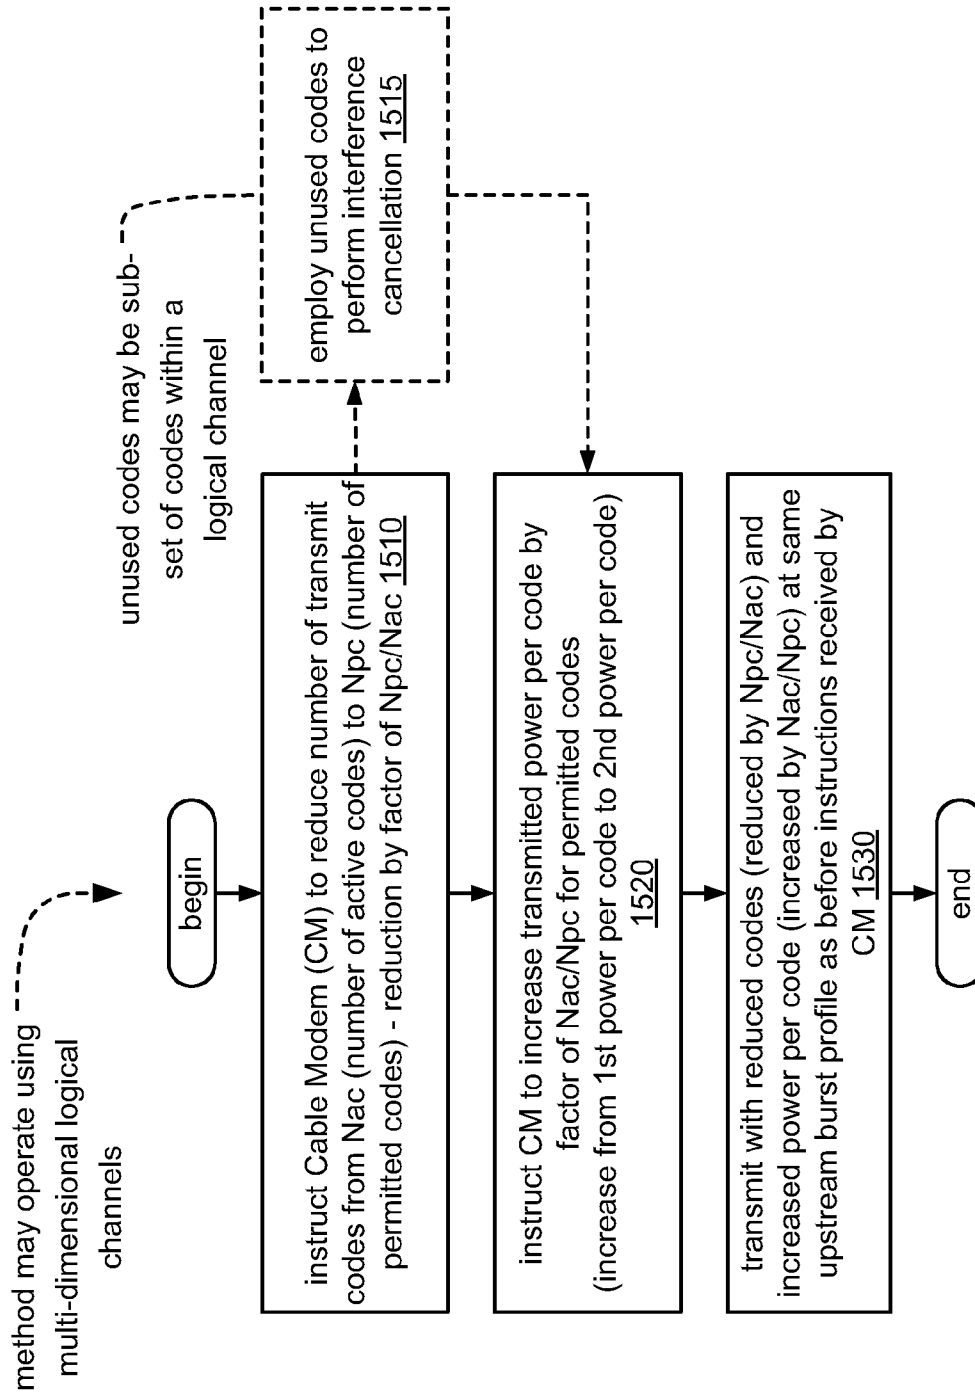 method may operate using
multi-dimensional logical
channels
begin
unused codes may be sub-
set of codes within a
logical channel
instruct Cable Modem (CM) to reduce number of transmit
codes from Nac (number of active codes) to Npc (number of
permitted codes) - reduction by factor of Npc/Nac 1510
employ unused codes to
perform interference
cancellation 1515
instruct CM to increase transmitted power per code by
factor of Nac/Npc for permitted codes
(increase from 1st power per code to 2nd power per code)
1520
transmit with reduced codes (reduced by Npc/Nac) and
increased power per code (increased by Nac/Npc) at same
upstream burst profile as before instructions received by
CM 1530
end